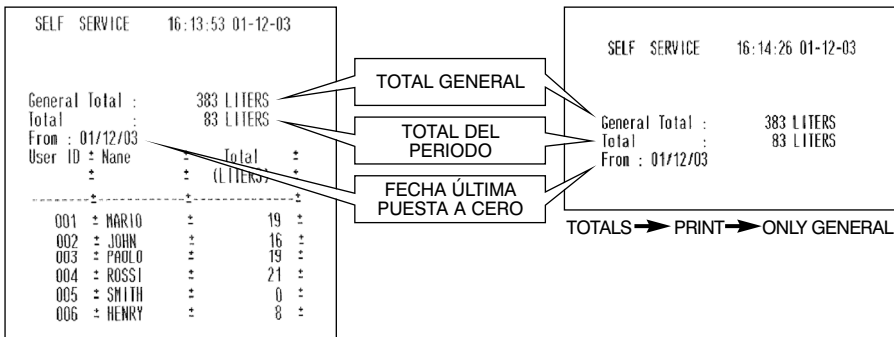 SELF SERVICE 16:13:53 01-12-03
General Total : 383 LITERS
Total : 83 LITERS
From : 01/12/03
User ID ± Nane ± Total ±
± ± (LITERS) ±
------------±----------------±------------------±
001 ± MARIO ± 19 ±
002 ± JOHN ± 16 ±
003 ± PAOLO ± 19 ±
004 ± ROSSI ± 21 ±
005 ± SMITH ± 0 ±
006 ± HENRY ± 8 ±
TOTAL GENERAL
TOTAL DEL
PERIODO
FECHA ÚLTIMA
PUESTA A CERO
SELF SERVICE 16:14:26 01-12-03
General Total : 383 LITERS
Total : 83 LITERS
From : 01/12/03
TOTALS → PRINT → ONLY GENERAL